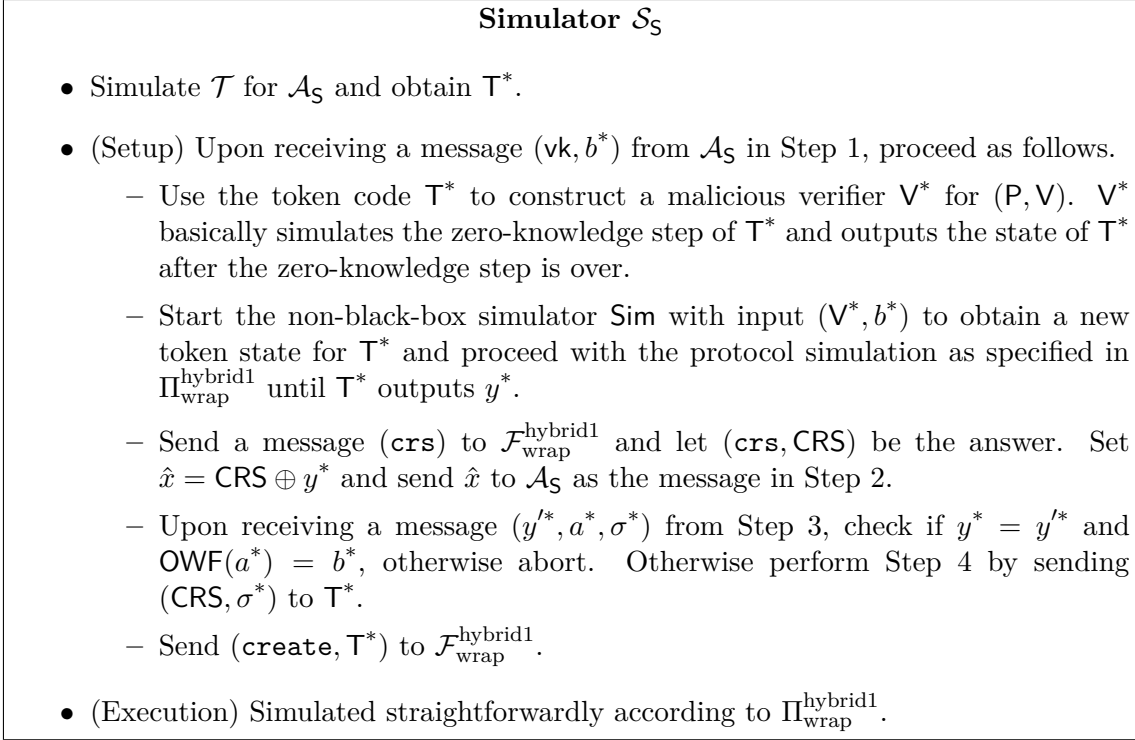 Simulator 𝒮_S
• Simulate 𝒯 for 𝒜_S and obtain T*.
• (Setup) Upon receiving a message (vk, b*) from 𝒜_S in Step 1, proceed as follows.
– Use the token code T* to construct a malicious verifier V* for (P, V). V*
basically simulates the zero-knowledge step of T* and outputs the state of T*
after the zero-knowledge step is over.
– Start the non-black-box simulator Sim with input (V*, b*) to obtain a new
token state for T* and proceed with the protocol simulation as specified in
Π_wrap^hybrid1 until T* outputs y*.
– Send a message (crs) to ℱ_wrap^hybrid1 and let (crs, CRS) be the answer. Set
x̂ = CRS ⊕ y* and send x̂ to 𝒜_S as the message in Step 2.
– Upon receiving a message (y′*, a*, σ*) from Step 3, check if y* = y′* and
OWF(a*) = b*, otherwise abort. Otherwise perform Step 4 by sending
(CRS, σ*) to T*.
– Send (create, T*) to ℱ_wrap^hybrid1.
• (Execution) Simulated straightforwardly according to Π_wrap^hybrid1.